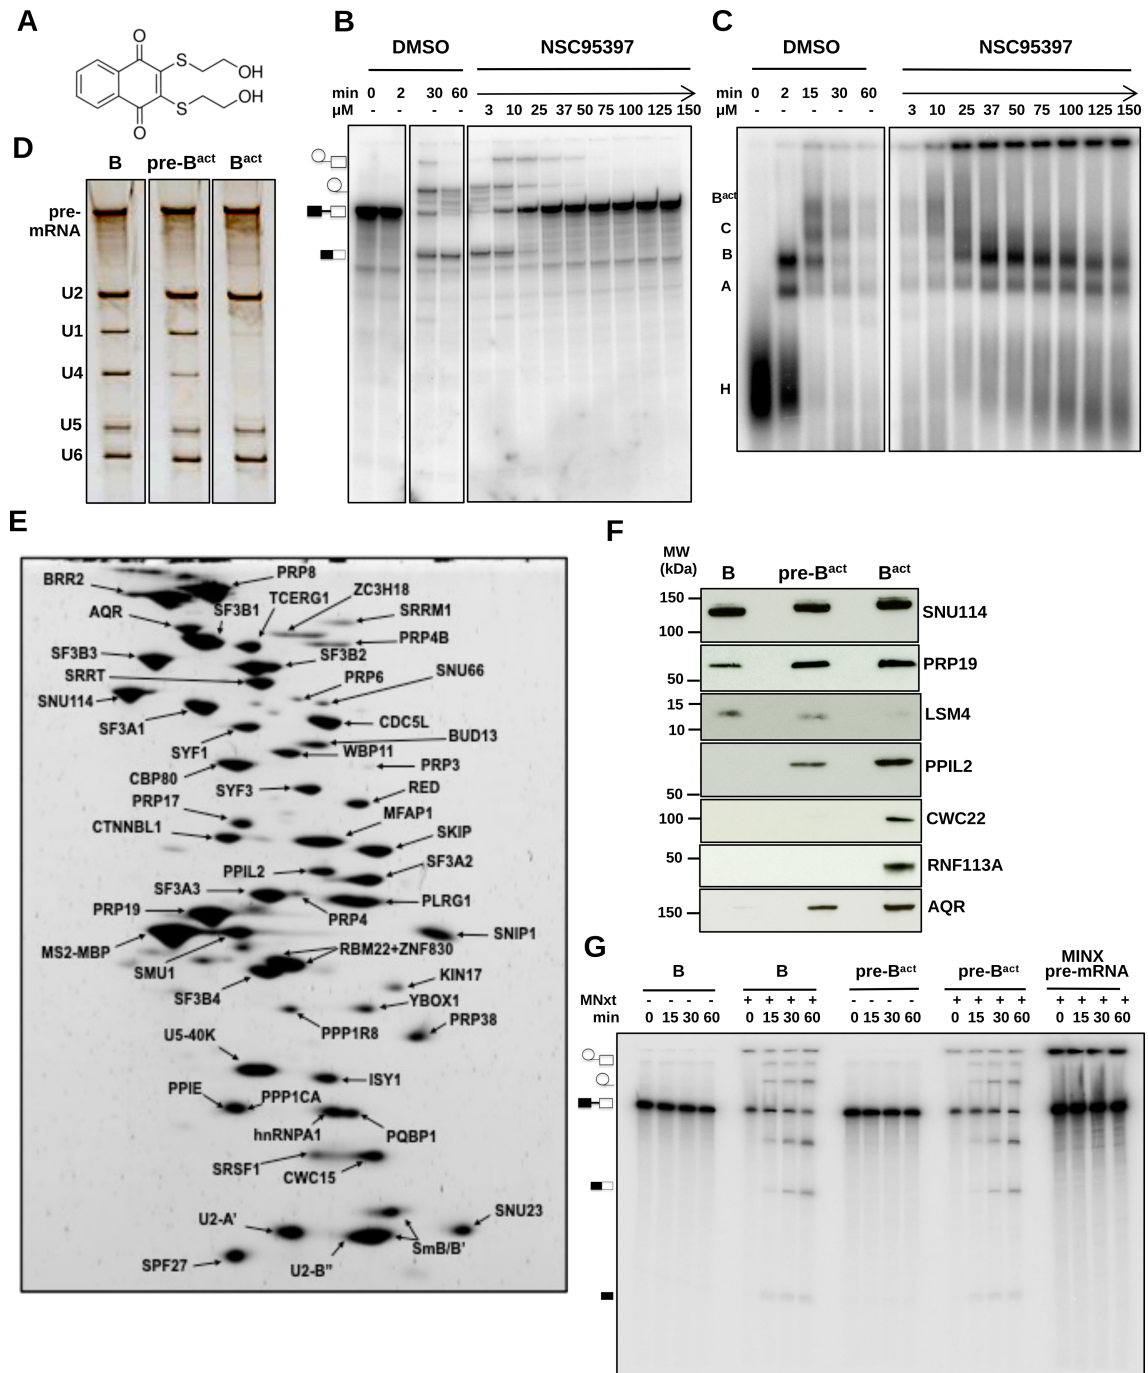 A
O
S
OH
S
OH
O
B
DMSO
NSC95397
min 0 2 30 60
µM - - - - 3 10 25 37 50 75 100 125 150
C
DMSO
NSC95397
min 0 2 15 30 60
µM - - - - - 3 10 25 37 50 75 100 125 150
Bact
C
B
A
H
D
B pre-Bact Bact
pre-
mRNA
U2
U1
U4
U5
U6
E
BRR2
PRP8
AQR
SF3B1
TCERG1
ZC3H18
SRRM1
PRP4B
SF3B3
SF3B2
SRRT
PRP6
SNU66
SNU114
SF3A1
CDC5L
SYF1
BUD13
WBP11
CBP80
PRP3
SYF3
RED
PRP17
MFAP1
CTNNBL1
SKIP
PPIL2
SF3A2
SF3A3
PRP4
PLRG1
PRP19
SNIP1
MS2-MBP
RBM22+ZNF830
SMU1
SF3B4
KIN17
YBOX1
PPP1R8
PRP38
U5-40K
ISY1
PPIE
PPP1CA
hnRNPA1
PQBP1
SRSF1
CWC15
U2-A'
SNU23
SmB/B'
SPF27
U2-B"
F
MW
(kDa)
B pre-Bact Bact
150
100
SNU114
50
PRP19
15
10
LSM4
50
PPIL2
100
CWC22
50
RNF113A
150
AQR
G
B B pre-Bact pre-Bact MINX
pre-mRNA
MNxt - - - - + + + + - - - - + + + + + + + +
min 0 15 30 60 0 15 30 60 0 15 30 60 0 15 30 60 0 15 30 60